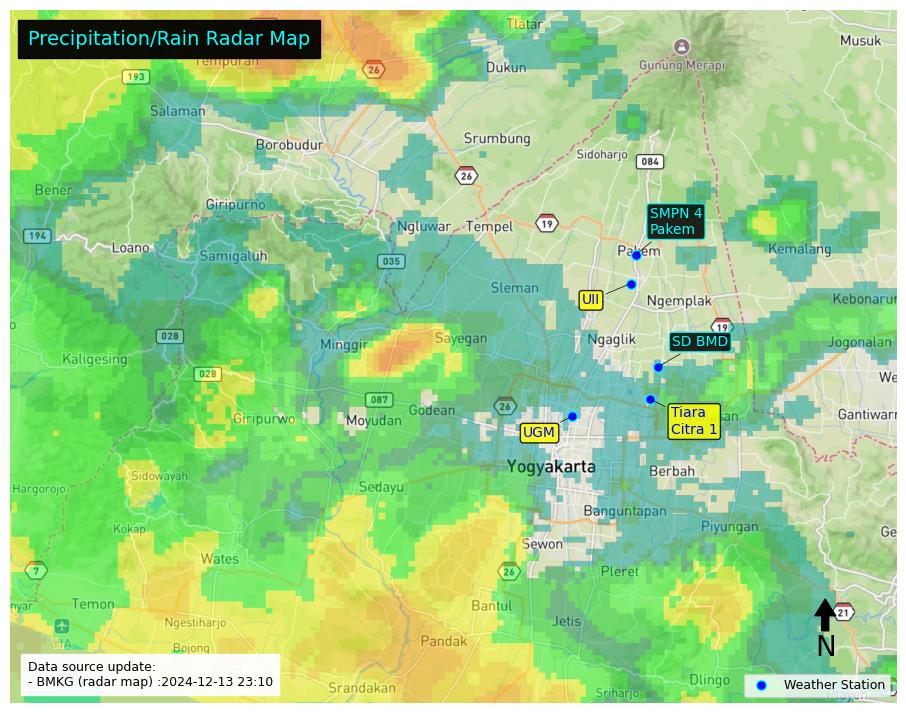 Precipitation/Rain Radar Map
Tlatar
Musuk
Tempuran
26
Dukun
Gunung Merapi
193
Salaman
Borobudur
Srumbung
Sidoharjo
084
26
Bener
Giripurno
SMPN 4
Pakem
194
Loano
Samigaluh
Ngluwar
Tempel
19
Pakem
Kemalang
035
Sleman
UII
Ngemplak
Kebonarum
028
Minggir
Sayegan
Ngaglik
19
SD BMD
Jogonalan
Kaligesing
028
087
Godean
26
Giripurwo
Moyudan
UGM
Tiara
Citra 1
Gantiwarno
Yogyakarta
Berbah
Hargorojo
Sidowayah
Sedayu
Banguntapan
Piyungan
Kokap
Sewon
Wates
7
26
Pleret
Temon
Bantul
21
Ngestiharjo
Jetis
YIA
Bojong
Pandak
N
Data source update:
- BMKG (radar map) :2024-12-13 23:10
Srandakan
Sriharjo
Dlingo
Weather Station